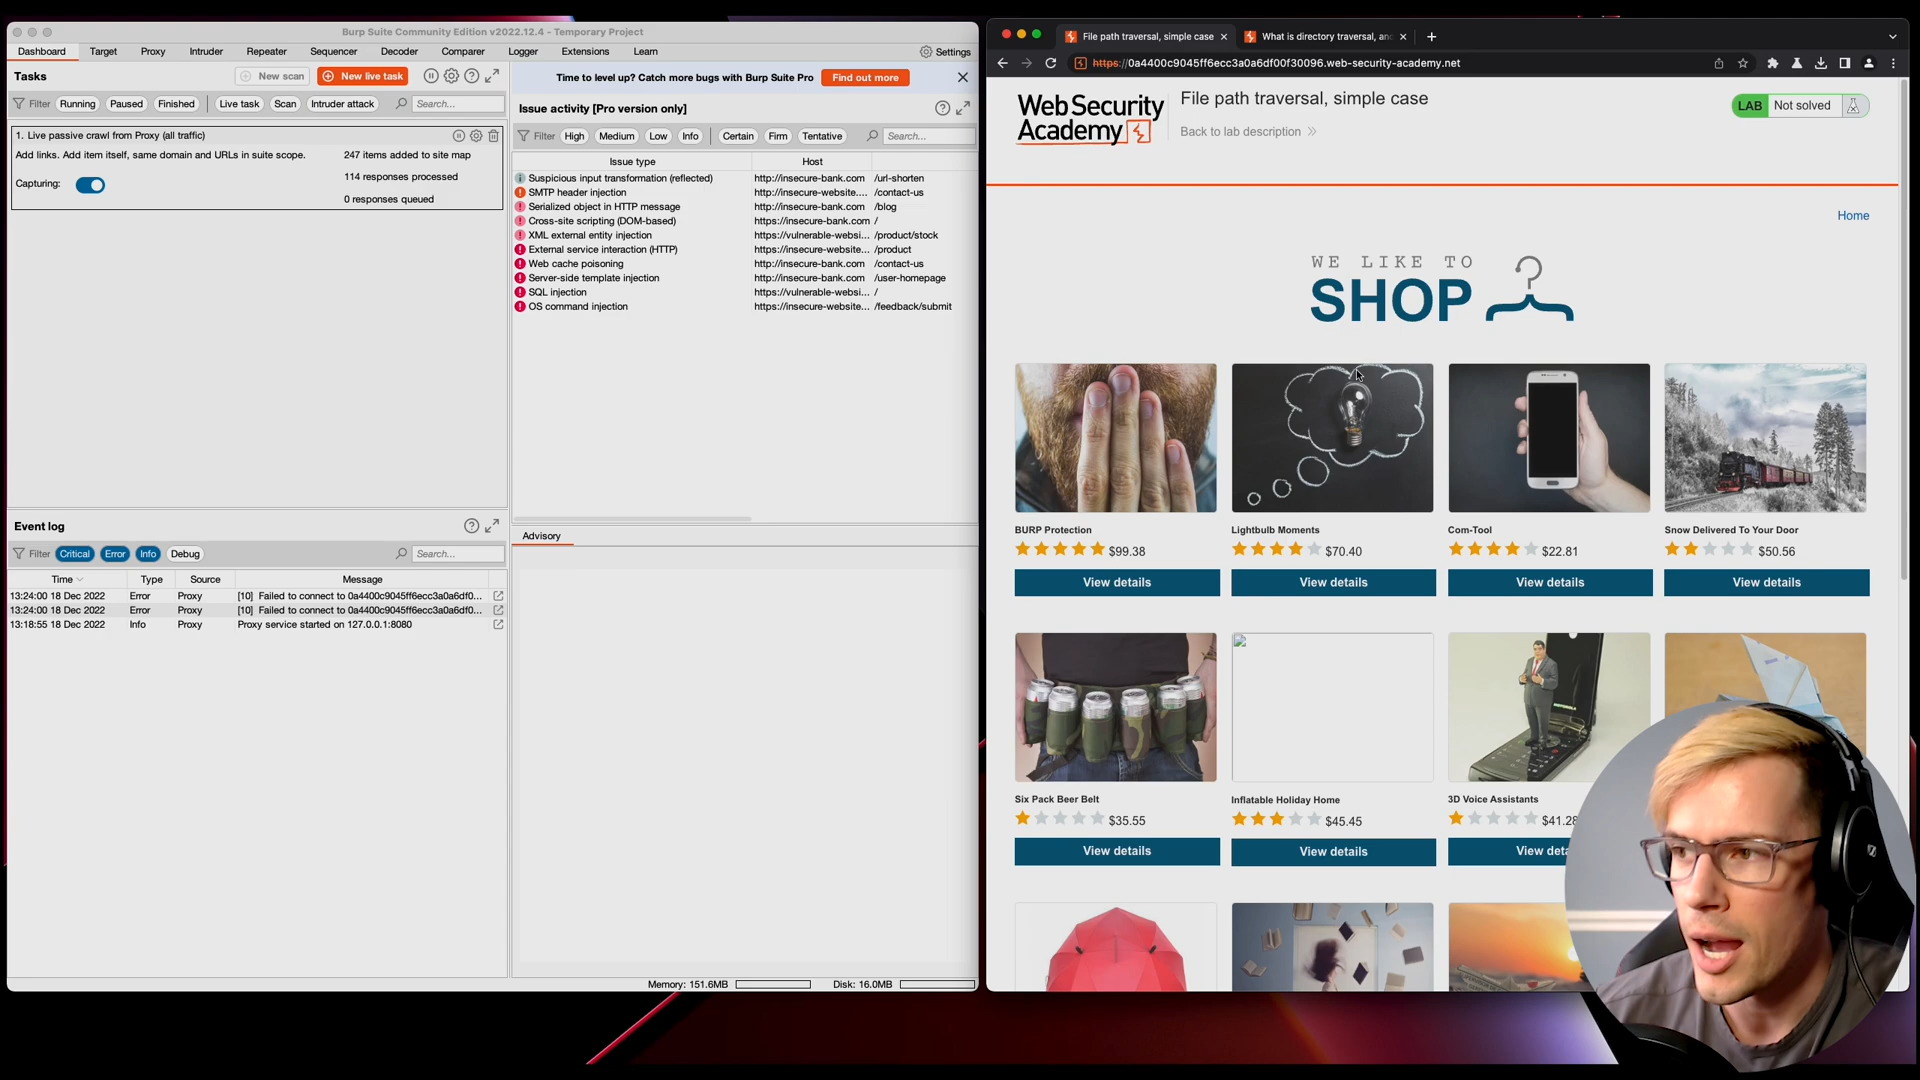 Burp Suite Community Edition v2022.12.4 - Temporary Project
Dashboard Target Proxy Intruder Repeater Sequencer Decoder Comparer Logger Extensions Learn Settings
Tasks New scan New live task
Filter Running Paused Finished Live task Scan Intruder attack Search...
1. Live passive crawl from Proxy (all traffic)
Add links. Add item itself, same domain and URLs in suite scope. 247 items added to site map
114 responses processed
Capturing:
0 responses queued
Time to level up? Catch more bugs with Burp Suite Pro Find out more
Issue activity [Pro version only]
Filter High Medium Low Info Certain Firm Tentative Search...
Issue type Host
Suspicious input transformation (reflected) http://insecure-bank.com /url-shorten
SMTP header injection http://insecure-website.... /contact-us
Serialized object in HTTP message http://insecure-bank.com /blog
Cross-site scripting (DOM-based) https://insecure-bank.com /
XML external entity injection https://vulnerable-websi... /product/stock
External service interaction (HTTP) https://insecure-website... /product
Web cache poisoning http://insecure-bank.com /contact-us
Server-side template injection http://insecure-bank.com /user-homepage
SQL injection https://vulnerable-websi... /
OS command injection https://insecure-website... /feedback/submit
Advisory
Event log
Filter Critical Error Info Debug Search...
Time Type Source Message
13:24:00 18 Dec 2022 Error Proxy [10] Failed to connect to 0a4400c9045ff6ecc3a0a6df0...
13:24:00 18 Dec 2022 Error Proxy [10] Failed to connect to 0a4400c9045ff6ecc3a0a6df0...
13:18:55 18 Dec 2022 Info Proxy Proxy service started on 127.0.0.1:8080
Memory: 151.6MB Disk: 16.0MB
File path traversal, simple case What is directory traversal, an
https://0a4400c9045ff6ecc3a0a6df00f30096.web-security-academy.net
WebSecurity
Academy
File path traversal, simple case
Back to lab description
LAB Not solved
Home
WE LIKE TO
SHOP
BURP Protection Lightbulb Moments Com-Tool Snow Delivered To Your Door
$99.38 $70.40 $22.81 $50.56
View details View details View details View details
Six Pack Beer Belt Inflatable Holiday Home 3D Voice Assistants
$35.55 $45.45 $41.28
View details View details View deta